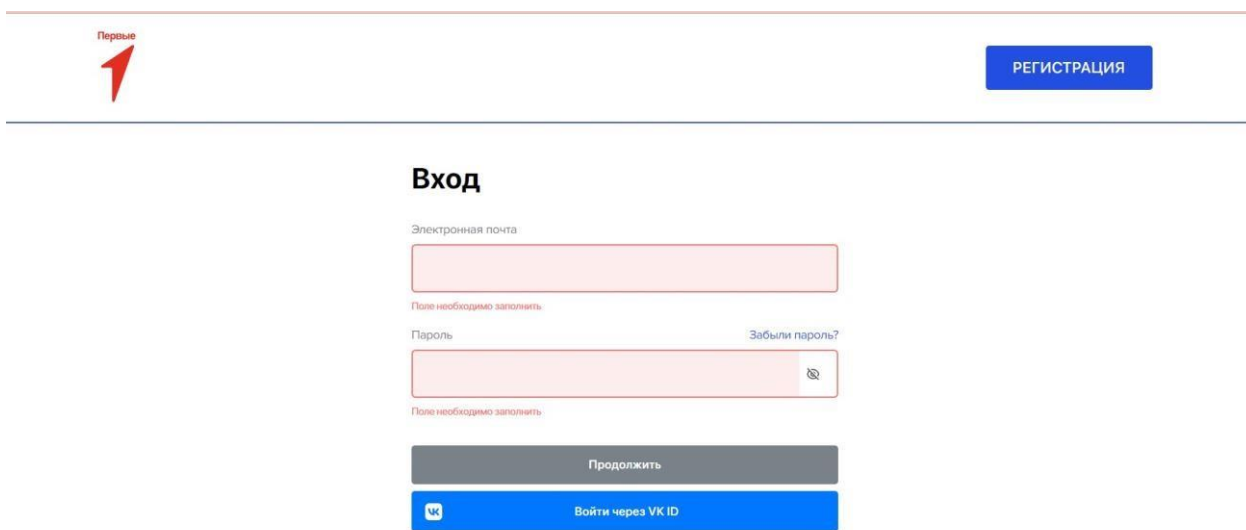 Первые
РЕГИСТРАЦИЯ
Вход
Электронная почта
Поле необходимо заполнить
Пароль
Забыли пароль?
Поле необходимо заполнить
Продолжить
Войти через VK ID